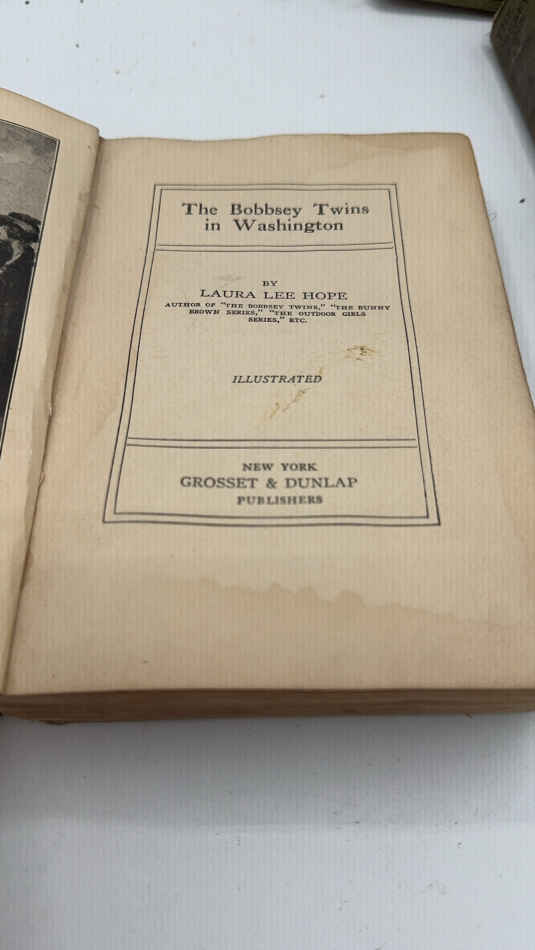 The Bobbsey Twins
in Washington
BY
LAURA LEE HOPE
AUTHOR OF "THE BOBBSEY TWINS," "THE BUNNY
BROWN SERIES," "THE OUTDOOR GIRLS
SERIES," ETC.
ILLUSTRATED
NEW YORK
GROSSET & DUNLAP
PUBLISHERS